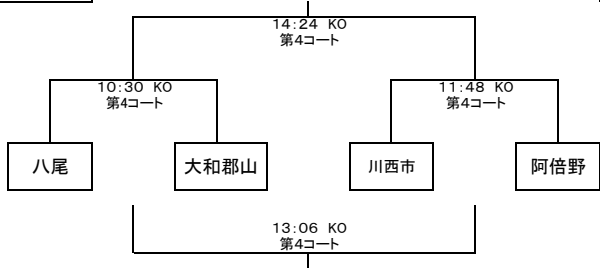 14:24 KO
第4コート
10:30 KO
第4コート
11:48 KO
第4コート
八尾
大和郡山
川西市
阿倍野
13:06 KO
第4コート